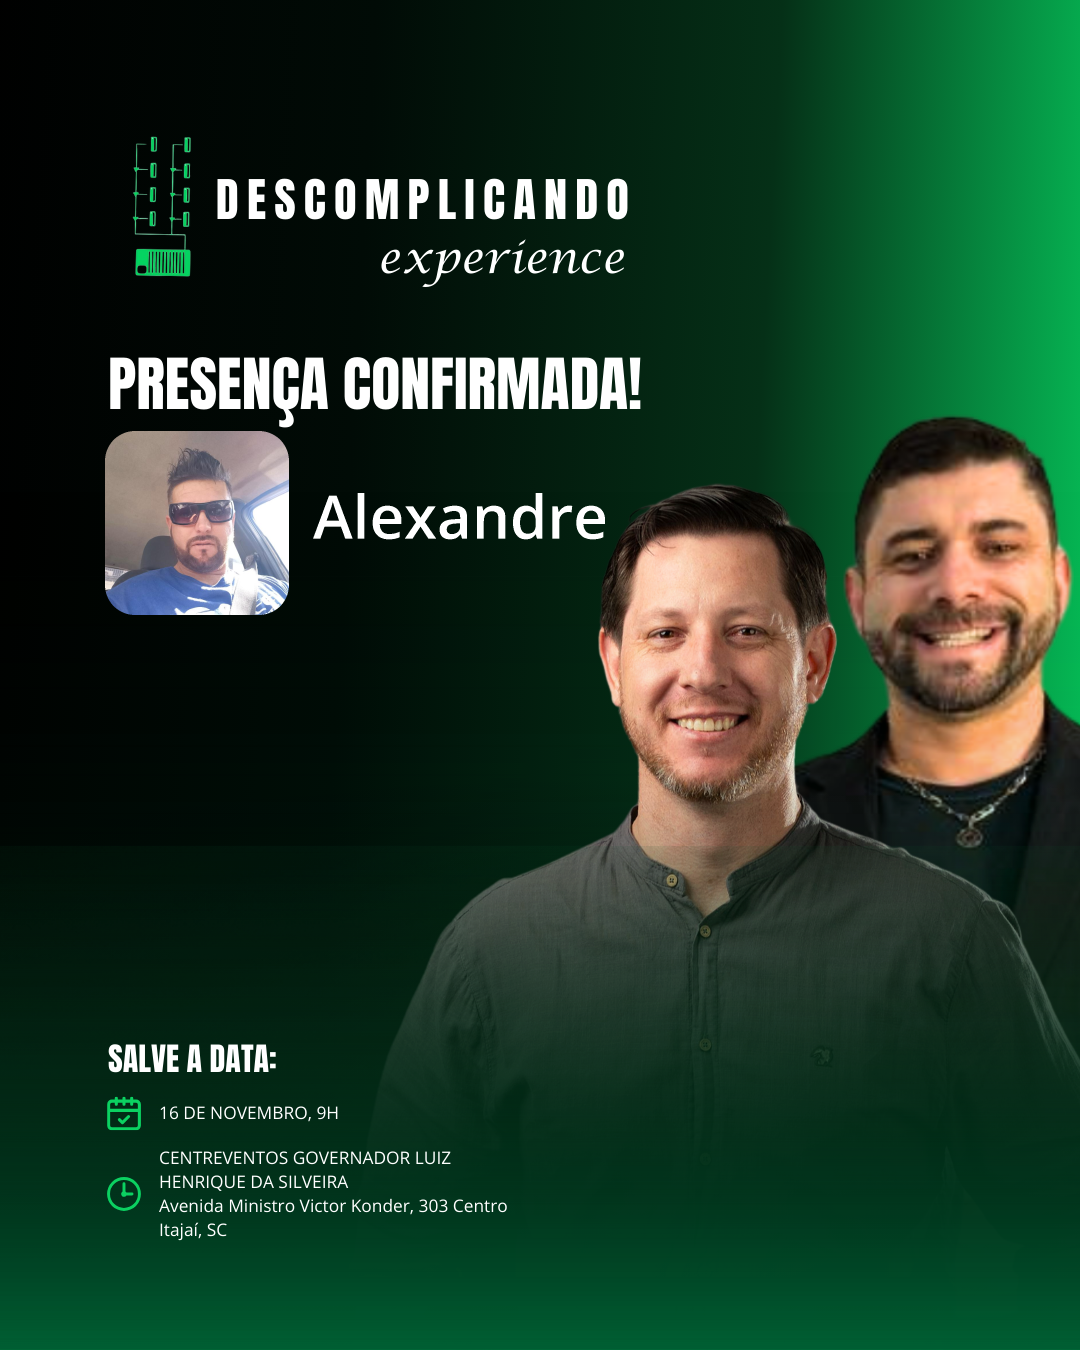 DESCOMPLICANDO
experience
PRESENÇA CONFIRMADA!
Alexandre
SALVE A DATA:
16 DE NOVEMBRO, 9H
CENTREVENTOS GOVERNADOR LUIZ
HENRIQUE DA SILVEIRA
Avenida Ministro Victor Konder, 303 Centro
Itajaí, SC